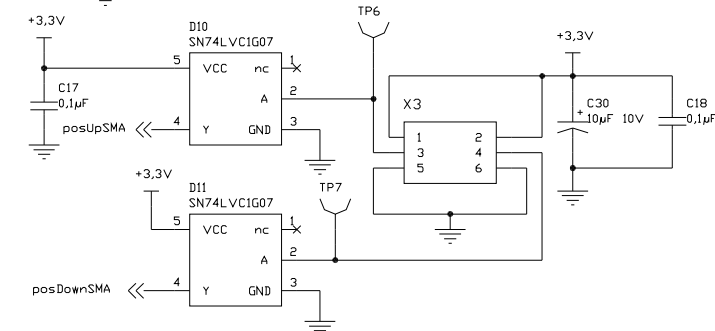 TP6
+3,3V
D10
SN74LVC1G07
+3,3V
5 VCC nc 1
C17
0,1µF
A 2
X3
C30
10µF 10V
C18
0,1µF
posUpSMA
4 Y GND 3
1 2
3 4
5 6
+3,3V
D11
SN74LVC1G07
TP7
5 VCC nc 1
A 2
posDownSMA
4 Y GND 3